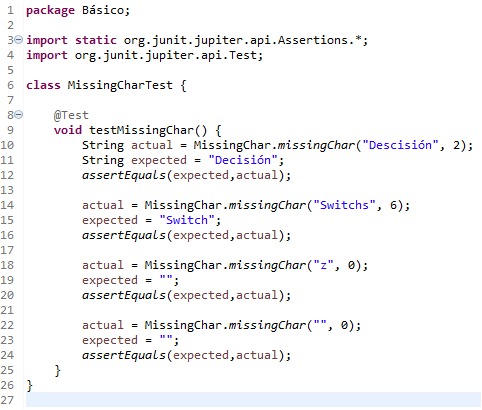 1 package Básico;
2
3 import static org.junit.jupiter.api.Assertions.*;
4 import org.junit.jupiter.api.Test;
5
6 class MissingCharTest {
7
8     @Test
9     void testMissingChar() {
10         String actual = MissingChar.missingChar("Descisión", 2);
11         String expected = "Decisión";
12         assertEquals(expected,actual);
13
14         actual = MissingChar.missingChar("Switchs", 6);
15         expected = "Switch";
16         assertEquals(expected,actual);
17
18         actual = MissingChar.missingChar("z", 0);
19         expected = "";
20         assertEquals(expected,actual);
21
22         actual = MissingChar.missingChar("", 0);
23         expected = "";
24         assertEquals(expected,actual);
25     }
26 }
27